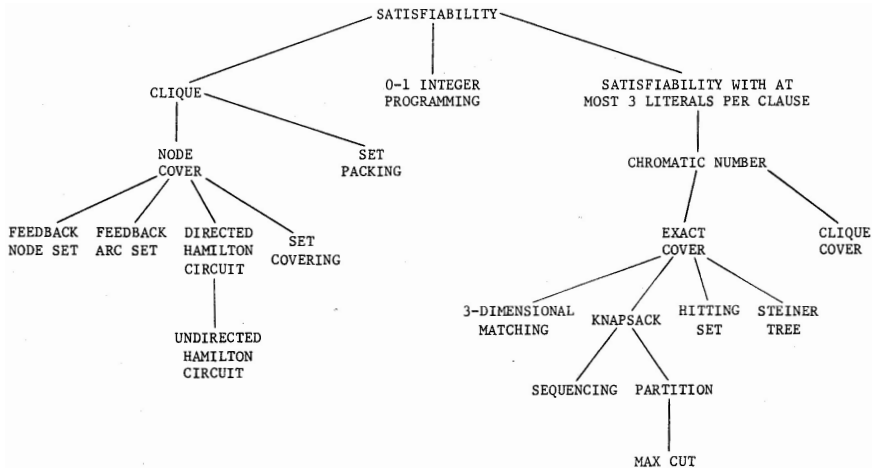 SATISFIABILITY
CLIQUE
0-1 INTEGER
PROGRAMMING
SATISFIABILITY WITH AT
MOST 3 LITERALS PER CLAUSE
NODE
COVER
SET
PACKING
CHROMATIC NUMBER
FEEDBACK
NODE SET
FEEDBACK
ARC SET
DIRECTED
HAMILTON
CIRCUIT
SET
COVERING
EXACT
COVER
CLIQUE
COVER
3-DIMENSIONAL
MATCHING
KNAPSACK
HITTING
SET
STEINER
TREE
UNDIRECTED
HAMILTON
CIRCUIT
SEQUENCING
PARTITION
MAX CUT